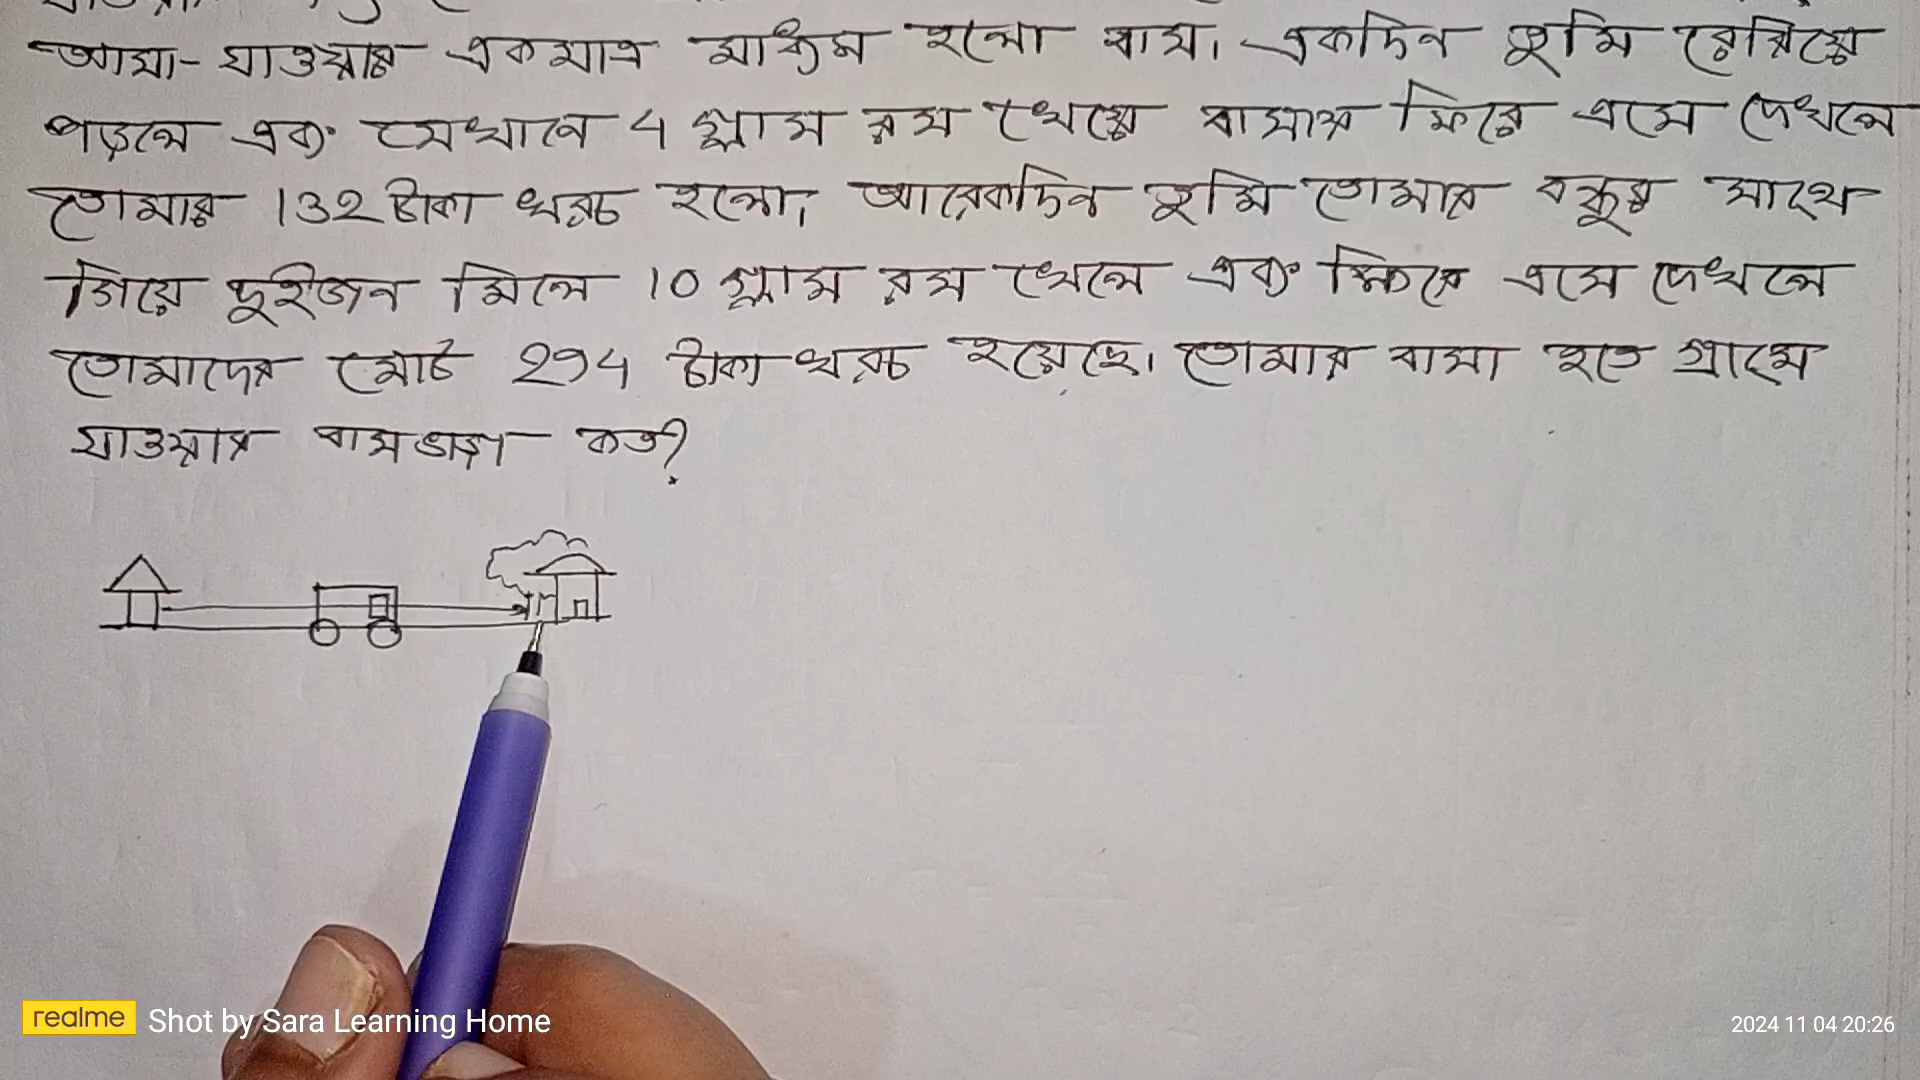 আসা-যাওয়ার একমাত্র মাধ্যম হলো বাস। একদিন তুমি বেরিয়ে
পড়লে এবং সেখানে 4 গ্লাস রস খেয়ে বাসায় ফিরে এসে দেখলে
তোমার 132 টাকা খরচ হলো, আরেকদিন তুমি তোমার বন্ধুর সাথে
গিয়ে দুইজন মিলে 10 গ্লাস রস খেলে এবং ফিরে এসে দেখলে
তোমাদের মোট 294 টাকা খরচ হয়েছে। তোমার বাসা হতে গ্রামে
যাওয়ার বাসভাড়া কত?
realme Shot by Sara Learning Home
2024 11 04 20:26